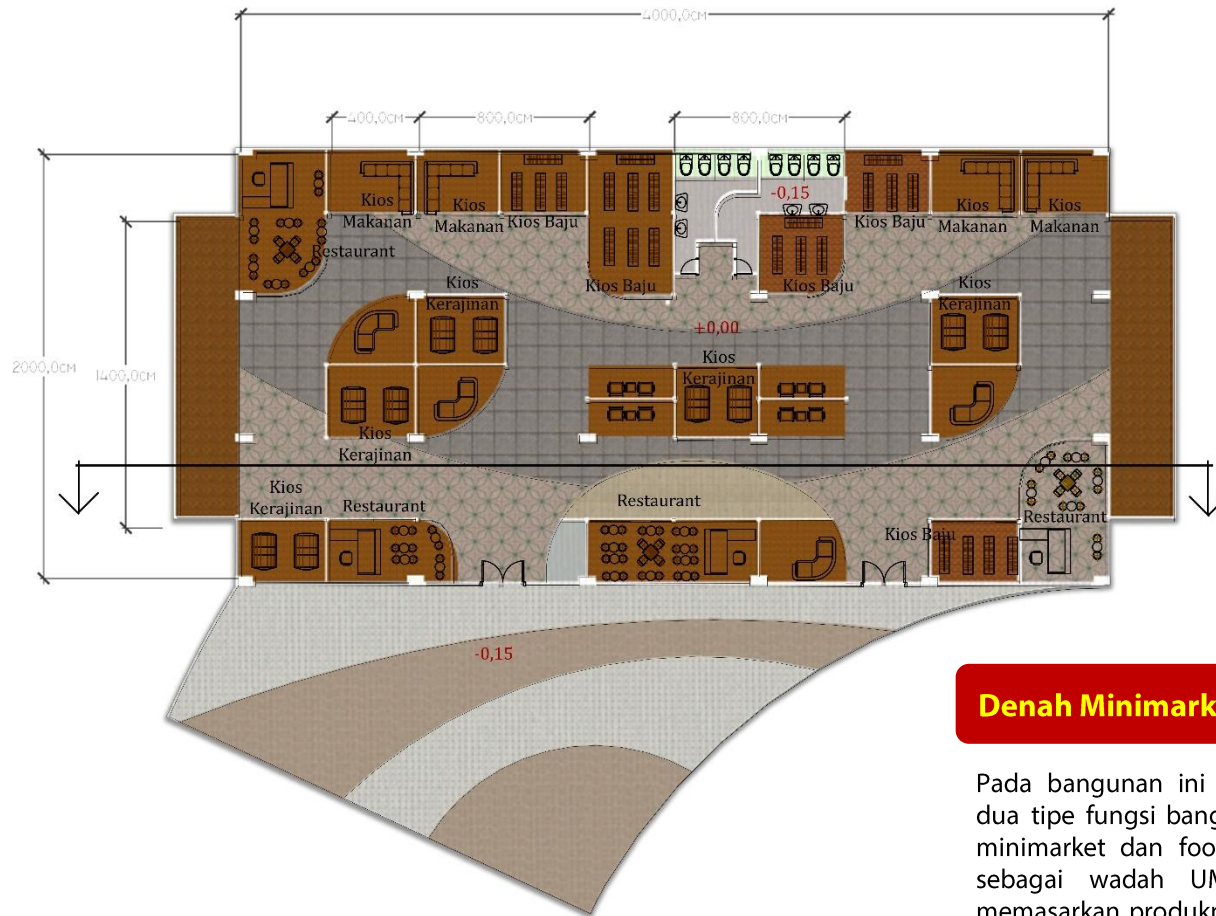 4000,0CM
400,0CM
800,0CM
800,0CM
2000,0CM
1400,0CM
-0,15
Kios
Makanan
Kios
Makanan
Kios Baju
Kios Baju
Kios
Makanan
Kios
Makanan
Restaurant
Kios Baju
Kios Baju
Kios
Kerajinan
Kios
Kerajinan
+0,00
Kios
Kerajinan
Kios
Kerajinan
Kios
Kerajinan
Restaurant
Restaurant
Kios Baju
Restaurant
-0,15
Denah Minimark
Pada bangunan ini
dua tipe fungsi bang
minimarket dan foo
sebagai wadah UM
memasarkan produkn